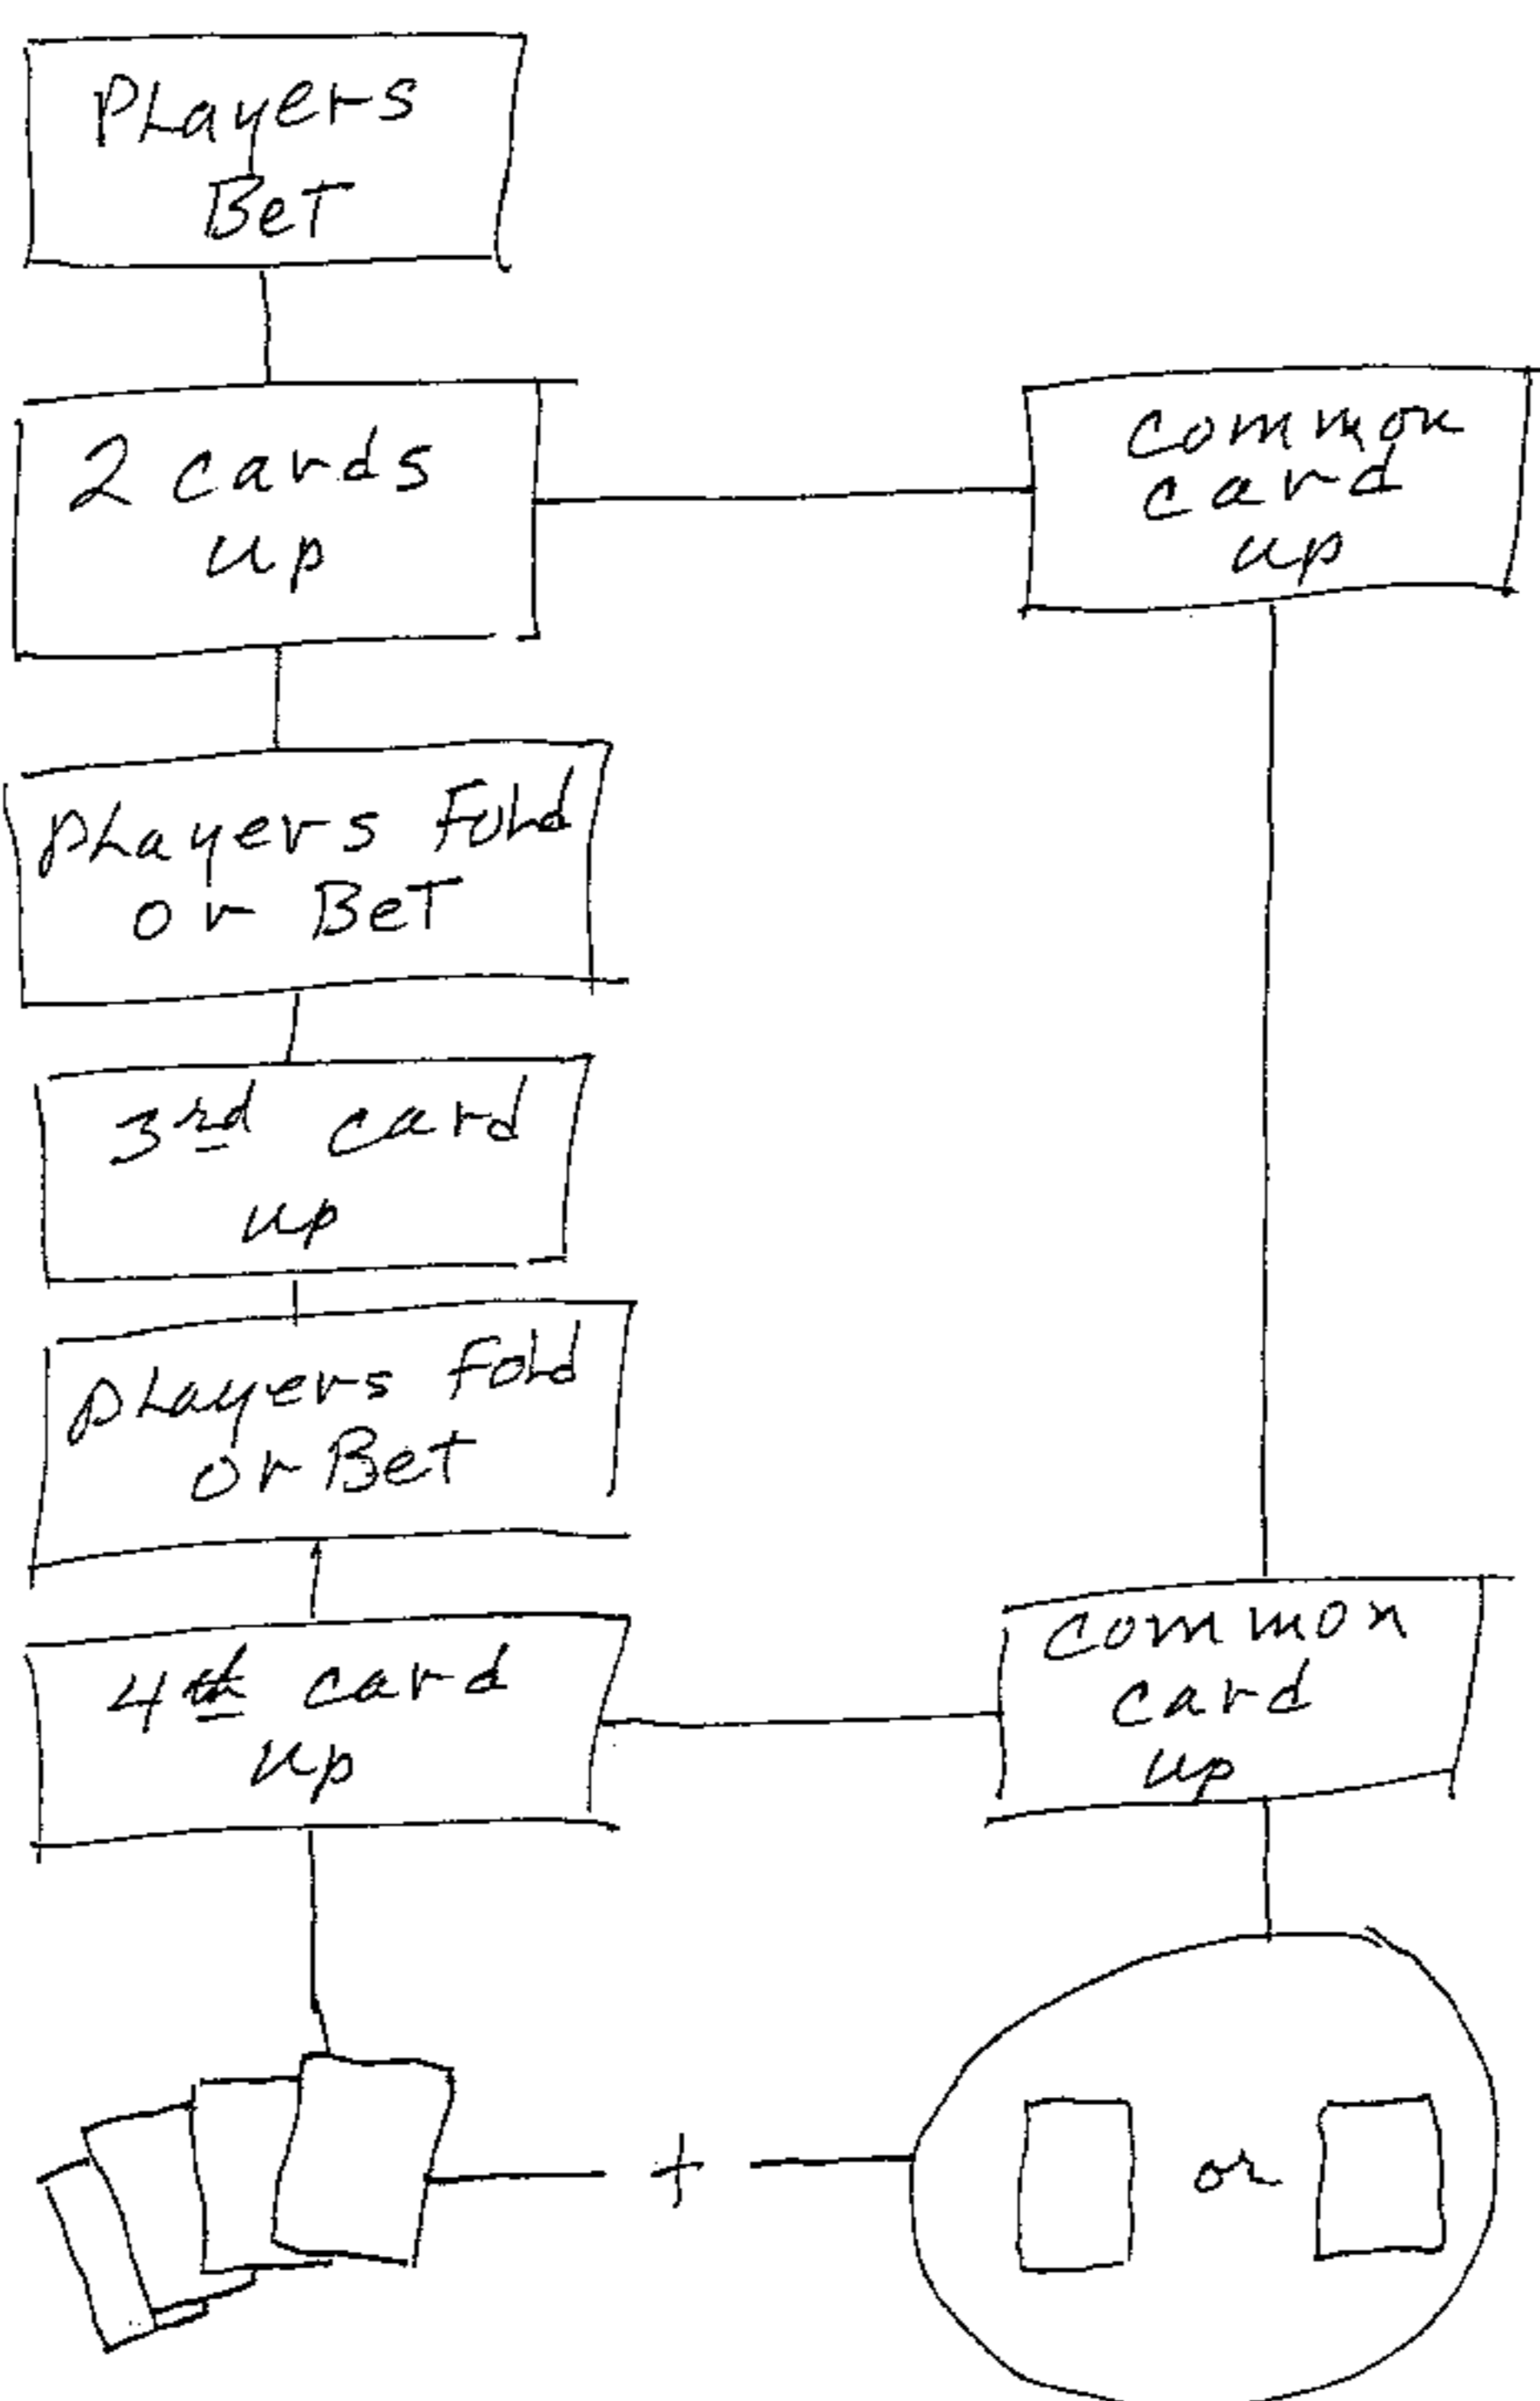 Players
Bet
2 cards
up
common
card
up
players Fold
or Bet
3rd card
up
players Fold
or Bet
4th card
up
common
card
up
+
or